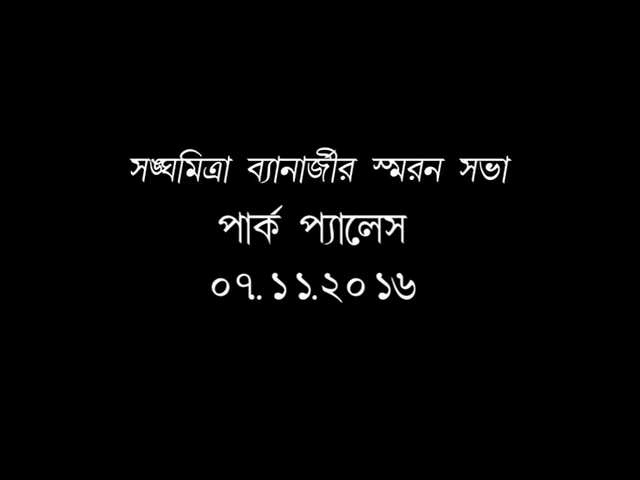 সঙ্ঘমিত্রা ব্যানার্জীর স্মরন সভা
পার্ক প্যালেস
০৭.১১.২০১৬